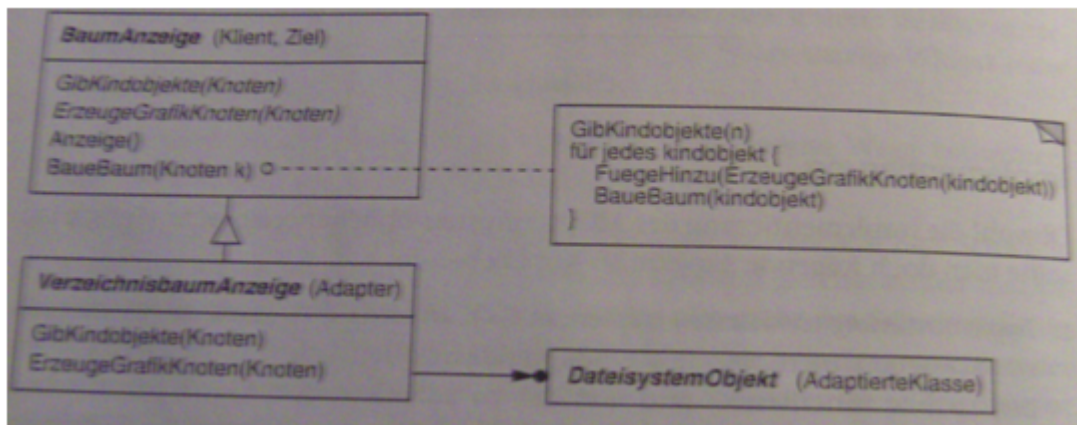 BaumAnzeige (Klient, Ziel)
GibKindobjekte(Knoten)
ErzeugeGrafikKnoten(Knoten)
Anzeige()
BaueBaum(Knoten k)
GibKindobjekte(n)
für jedes kindobjekt {
FuegeHinzu(ErzeugeGrafikKnoten(kindobjekt))
BaueBaum(kindobjekt)
}
VerzeichnisbaumAnzeige (Adapter)
GibKindobjekte(Knoten)
ErzeugeGrafikKnoten(Knoten)
DateisystemObjekt (AdaptierteKlasse)